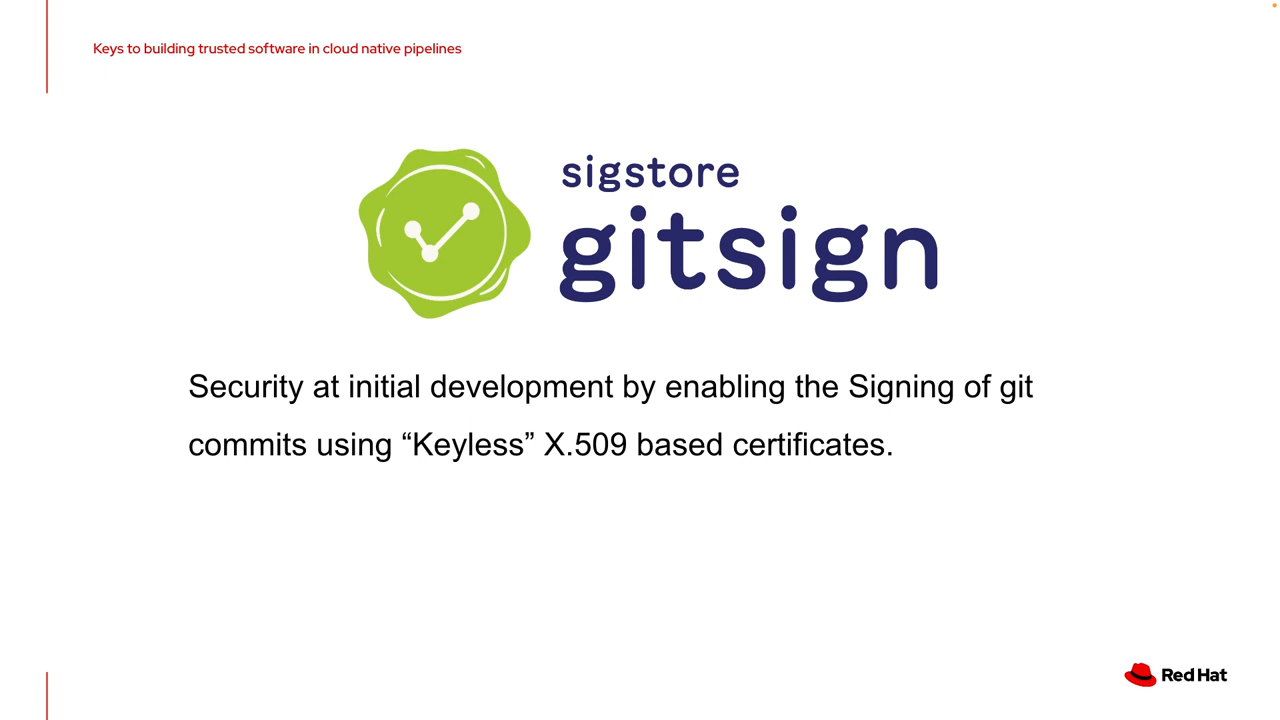 Keys to building trusted software in cloud native pipelines
sigstore
gitsign
Security at initial development by enabling the Signing of git
commits using “Keyless” X.509 based certificates.
Red Hat